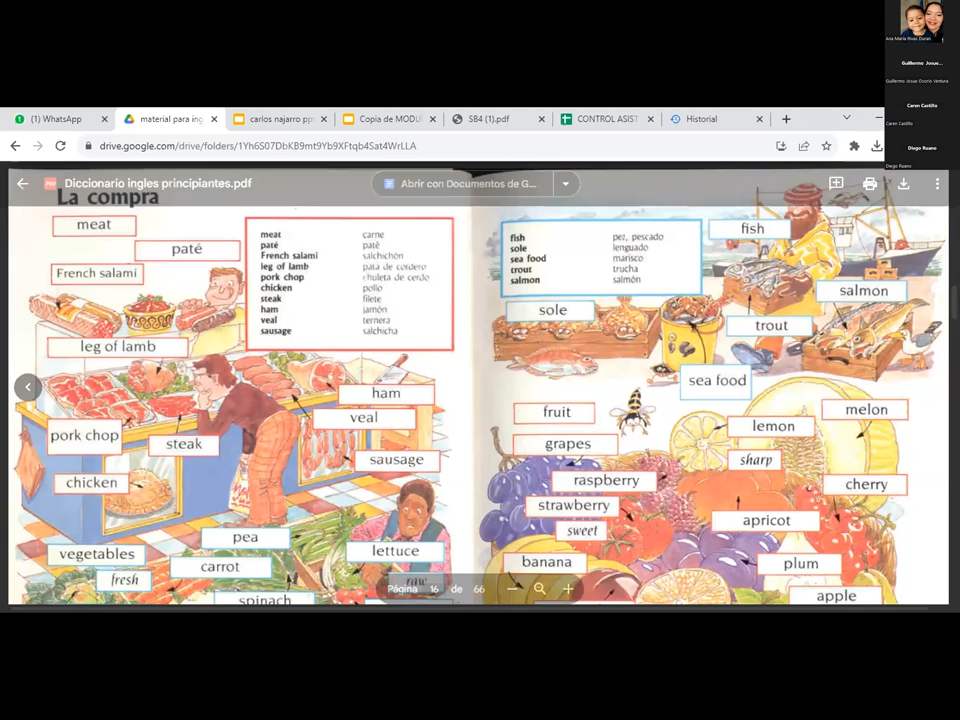 Ana María Rivas Duran
Guillermo Josue...
Guillermo Josue Osorio Ventura
Caren Castillo
Caren Castillo
Diego Ruano
Diego Ruano
(1) WhatsApp
material para ing
carlos najarro pp
Copia de MODU
SB4 (1).pdf
CONTROL ASIST
Historial
drive.google.com/drive/folders/1Yh6S07DbKB9mt9Yb9XFtqb4Sat4WrLLA
Diccionario ingles principiantes.pdf
Abrir con Documentos de G...
La compra
meat
paté
French salami
leg of lamb
meat carne
paté paté
French salami salchichón
leg of lamb pata de cordero
pork chop chuleta de cerdo
chicken pollo
steak filete
ham jamón
veal ternera
sausage salchicha
ham
veal
pork chop
steak
sausage
chicken
pea
vegetables
carrot
lettuce
fresh
spinach
raw
fish pez, pescado
sole lenguado
sea food marisco
trout trucha
salmon salmón
fish
salmon
sole
trout
sea food
fruit
melon
lemon
grapes
sharp
raspberry
cherry
strawberry
apricot
sweet
banana
plum
apple
Página 16 de 66